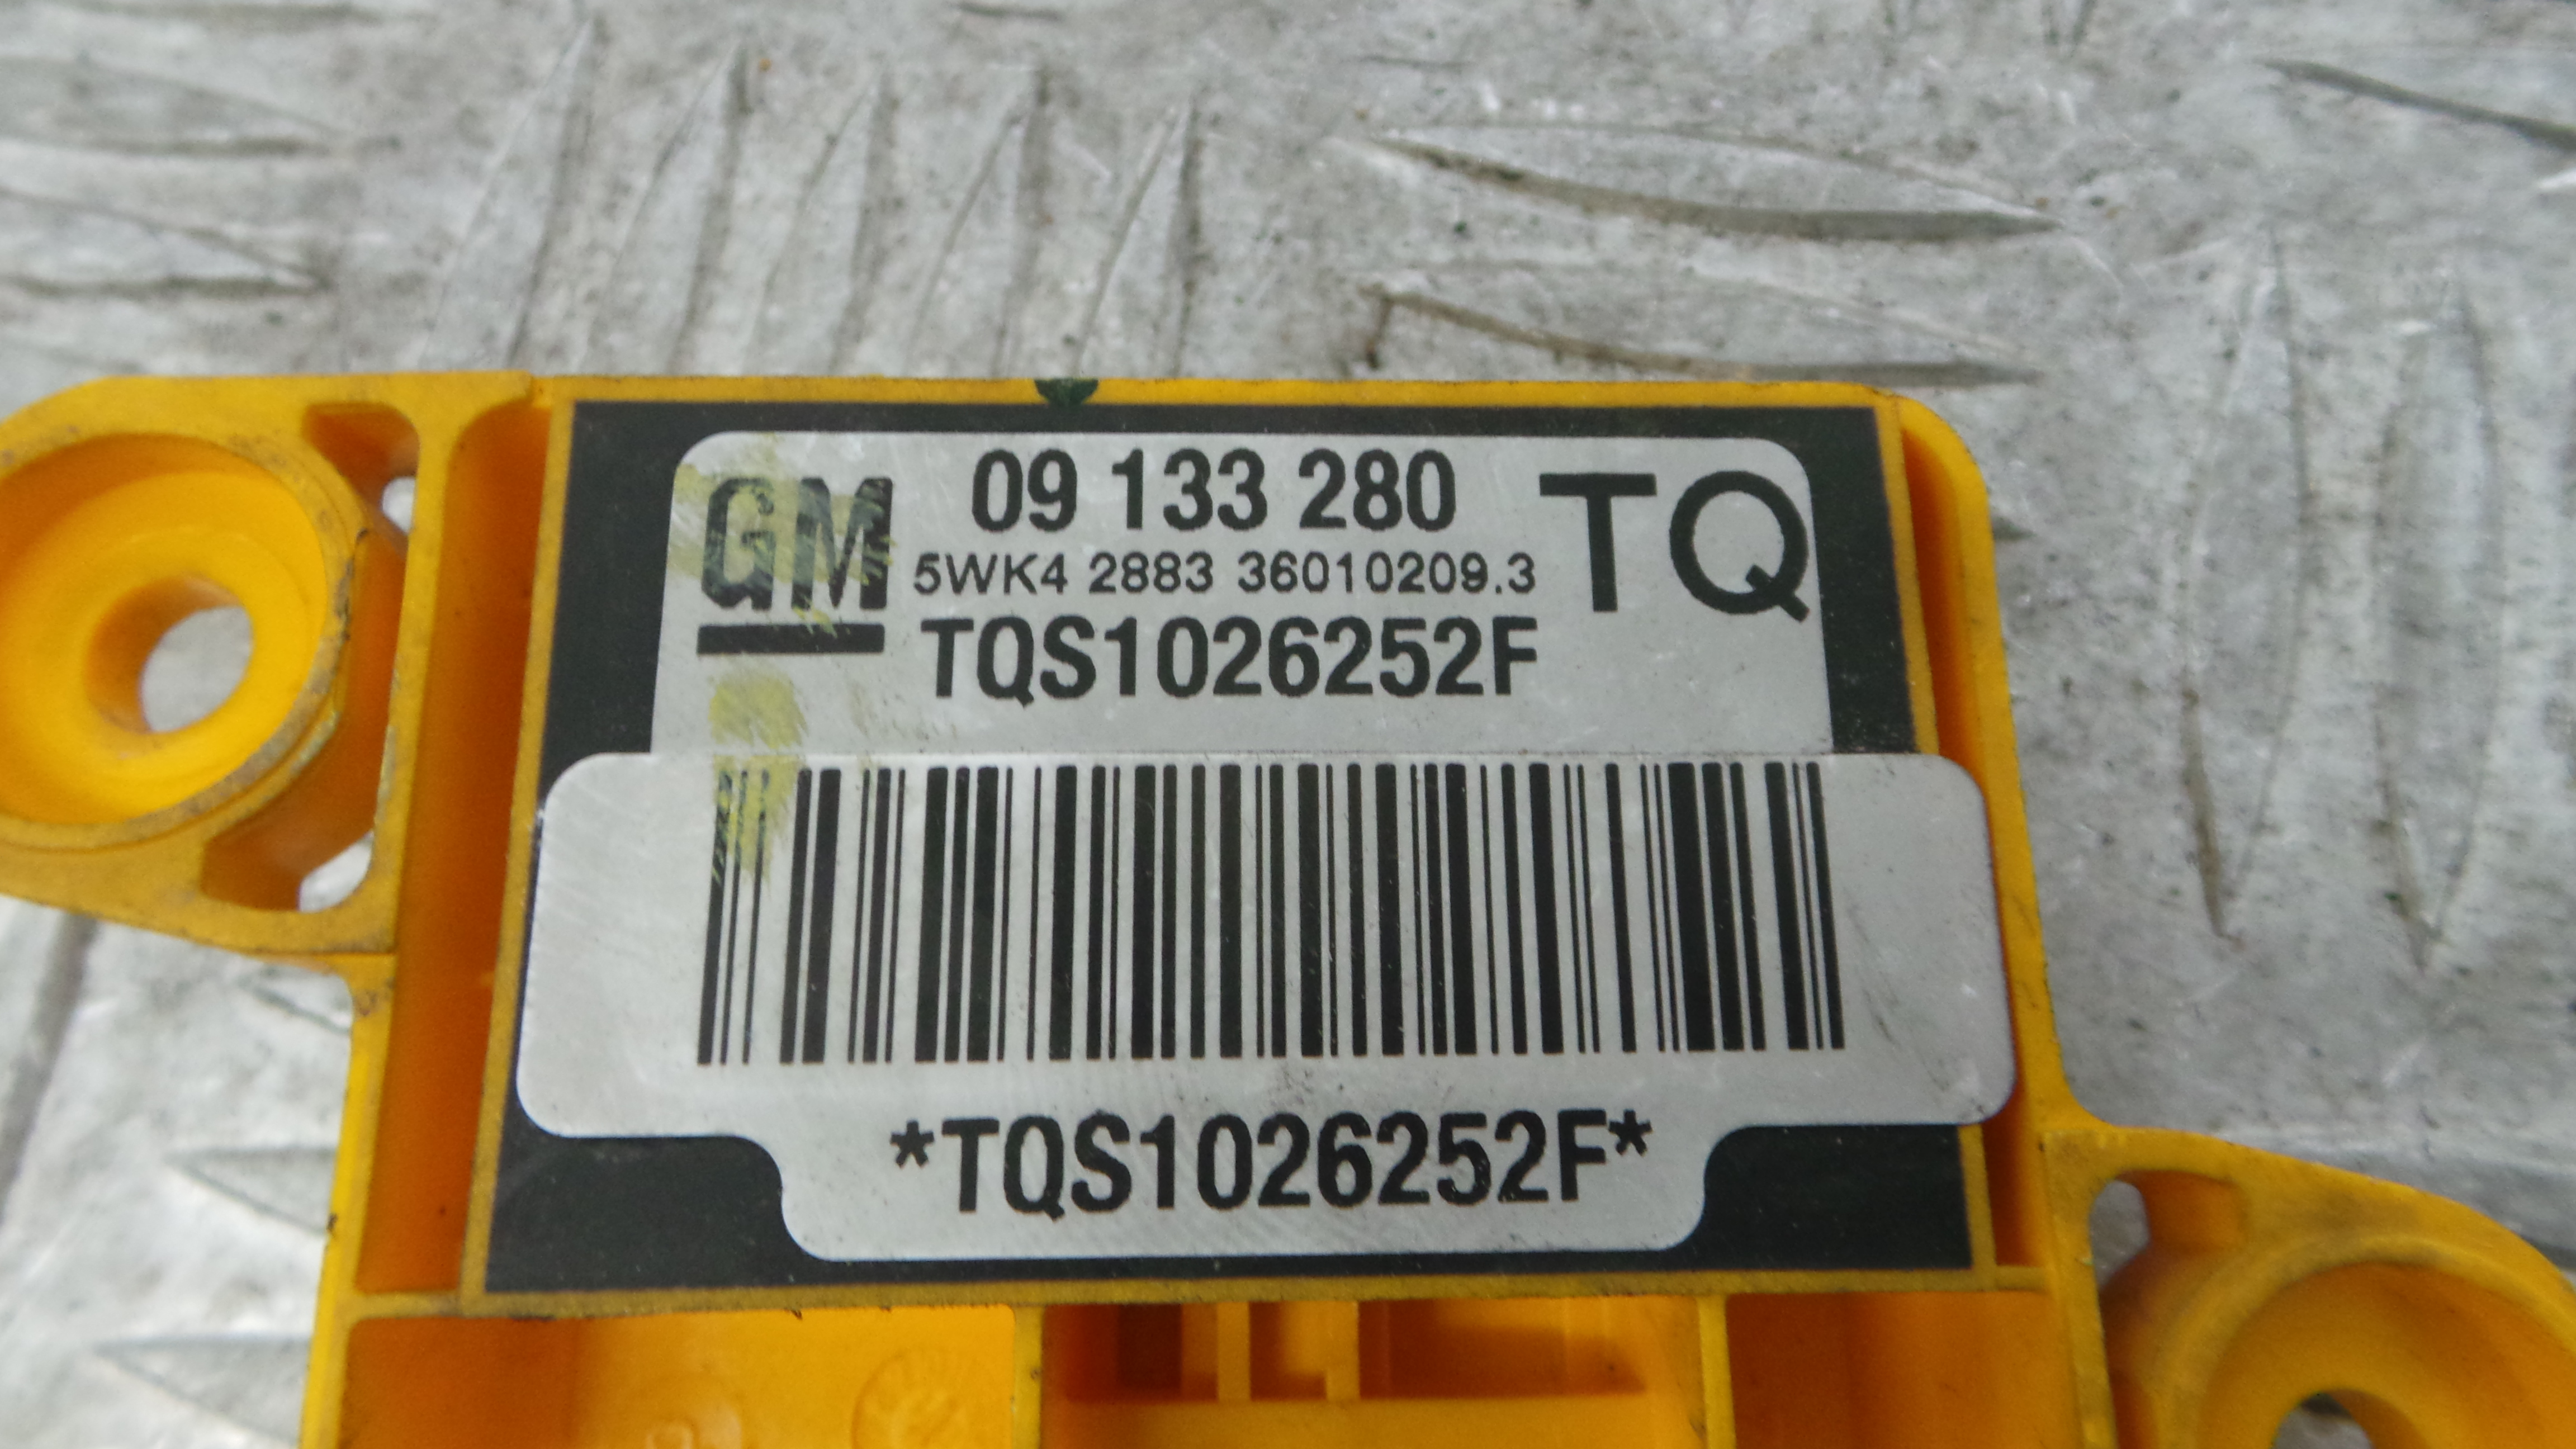 GM 09 133 280 TQ
5WK4 2883 36010209.3
TQS1026252F
*TQS1026252F*